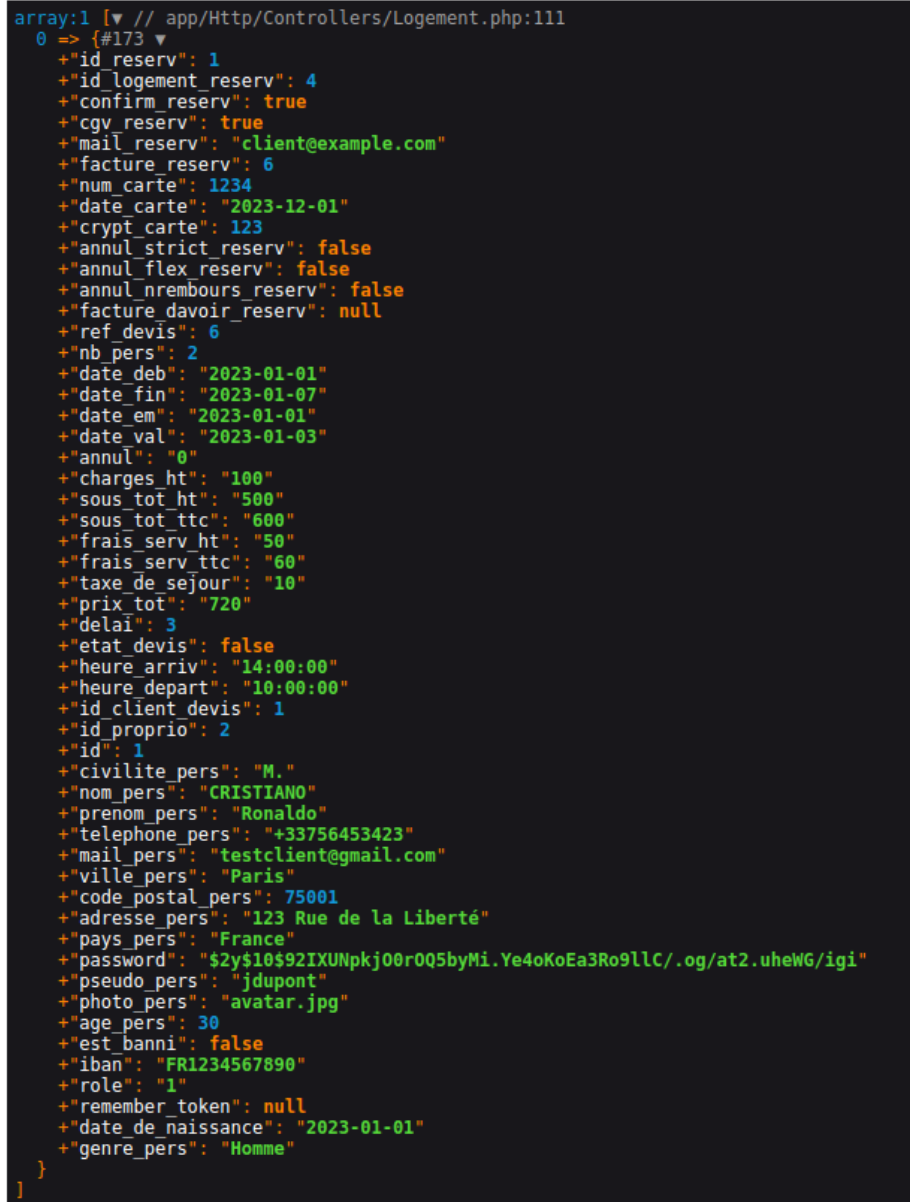 array:1 [▼ // app/Http/Controllers/Logement.php:111
  0 => {#173 ▼
    +"id_reserv": 1
    +"id_logement_reserv": 4
    +"confirm_reserv": true
    +"cgv_reserv": true
    +"mail_reserv": "client@example.com"
    +"facture_reserv": 6
    +"num_carte": 1234
    +"date_carte": "2023-12-01"
    +"crypt_carte": 123
    +"annul_strict_reserv": false
    +"annul_flex_reserv": false
    +"annul_nrembours_reserv": false
    +"facture_davoir_reserv": null
    +"ref_devis": 6
    +"nb_pers": 2
    +"date_deb": "2023-01-01"
    +"date_fin": "2023-01-07"
    +"date_em": "2023-01-01"
    +"date_val": "2023-01-03"
    +"annul": "0"
    +"charges_ht": "100"
    +"sous_tot_ht": "500"
    +"sous_tot_ttc": "600"
    +"frais_serv_ht": "50"
    +"frais_serv_ttc": "60"
    +"taxe_de_sejour": "10"
    +"prix_tot": "720"
    +"delai": 3
    +"etat_devis": false
    +"heure_arriv": "14:00:00"
    +"heure_depart": "10:00:00"
    +"id_client_devis": 1
    +"id_proprio": 2
    +"id": 1
    +"civilite_pers": "M."
    +"nom_pers": "CRISTIANO"
    +"prenom_pers": "Ronaldo"
    +"telephone_pers": "+33756453423"
    +"mail_pers": "testclient@gmail.com"
    +"ville_pers": "Paris"
    +"code_postal_pers": 75001
    +"adresse_pers": "123 Rue de la Liberté"
    +"pays_pers": "France"
    +"password": "$2y$10$92IXUNpkjO0rOQ5byMi.Ye4oKoEa3Ro9llC/.og/at2.uheWG/igi"
    +"pseudo_pers": "jdupont"
    +"photo_pers": "avatar.jpg"
    +"age_pers": 30
    +"est_banni": false
    +"iban": "FR1234567890"
    +"role": "1"
    +"remember_token": null
    +"date_de_naissance": "2023-01-01"
    +"genre_pers": "Homme"
  }
]